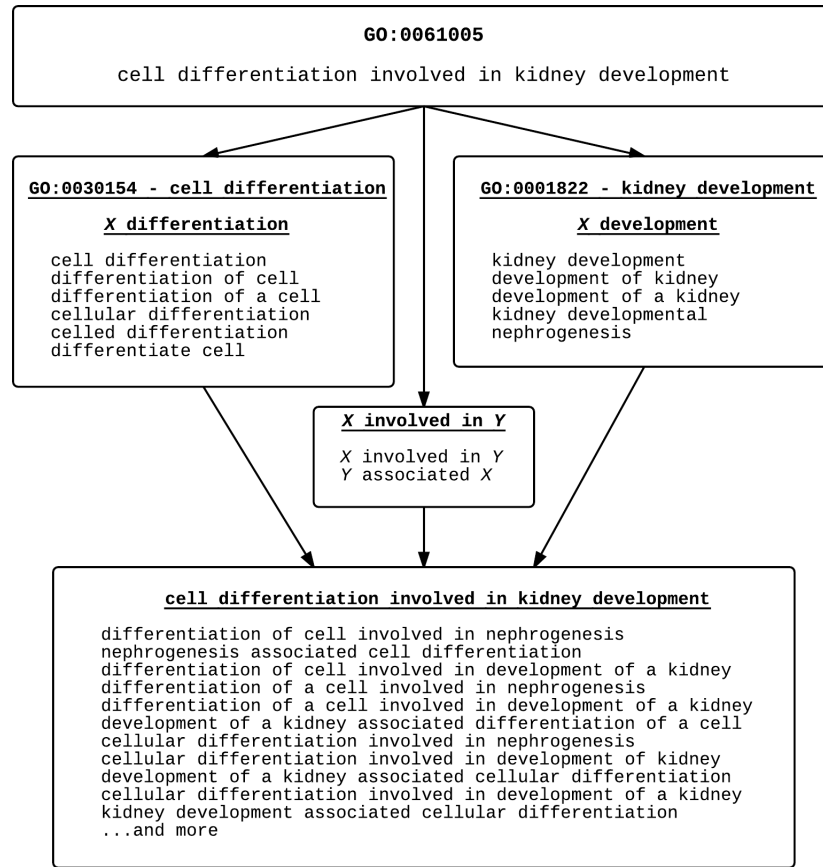 GO:0061005
cell differentiation involved in kidney development
GO:0030154 - cell differentiation
X differentiation
cell differentiation
differentiation of cell
differentiation of a cell
cellular differentiation
celled differentiation
differentiate cell
GO:0001822 - kidney development
X development
kidney development
development of kidney
development of a kidney
kidney developmental
nephrogenesis
X involved in Y
X involved in Y
Y associated X
cell differentiation involved in kidney development
differentiation of cell involved in nephrogenesis
nephrogenesis associated cell differentiation
differentiation of cell involved in development of a kidney
differentiation of a cell involved in nephrogenesis
differentiation of a cell involved in development of a kidney
development of a kidney associated differentiation of a cell
cellular differentiation involved in nephrogenesis
cellular differentiation involved in development of kidney
development of a kidney associated cellular differentiation
cellular differentiation involved in development of a kidney
kidney development associated cellular differentiation
...and more